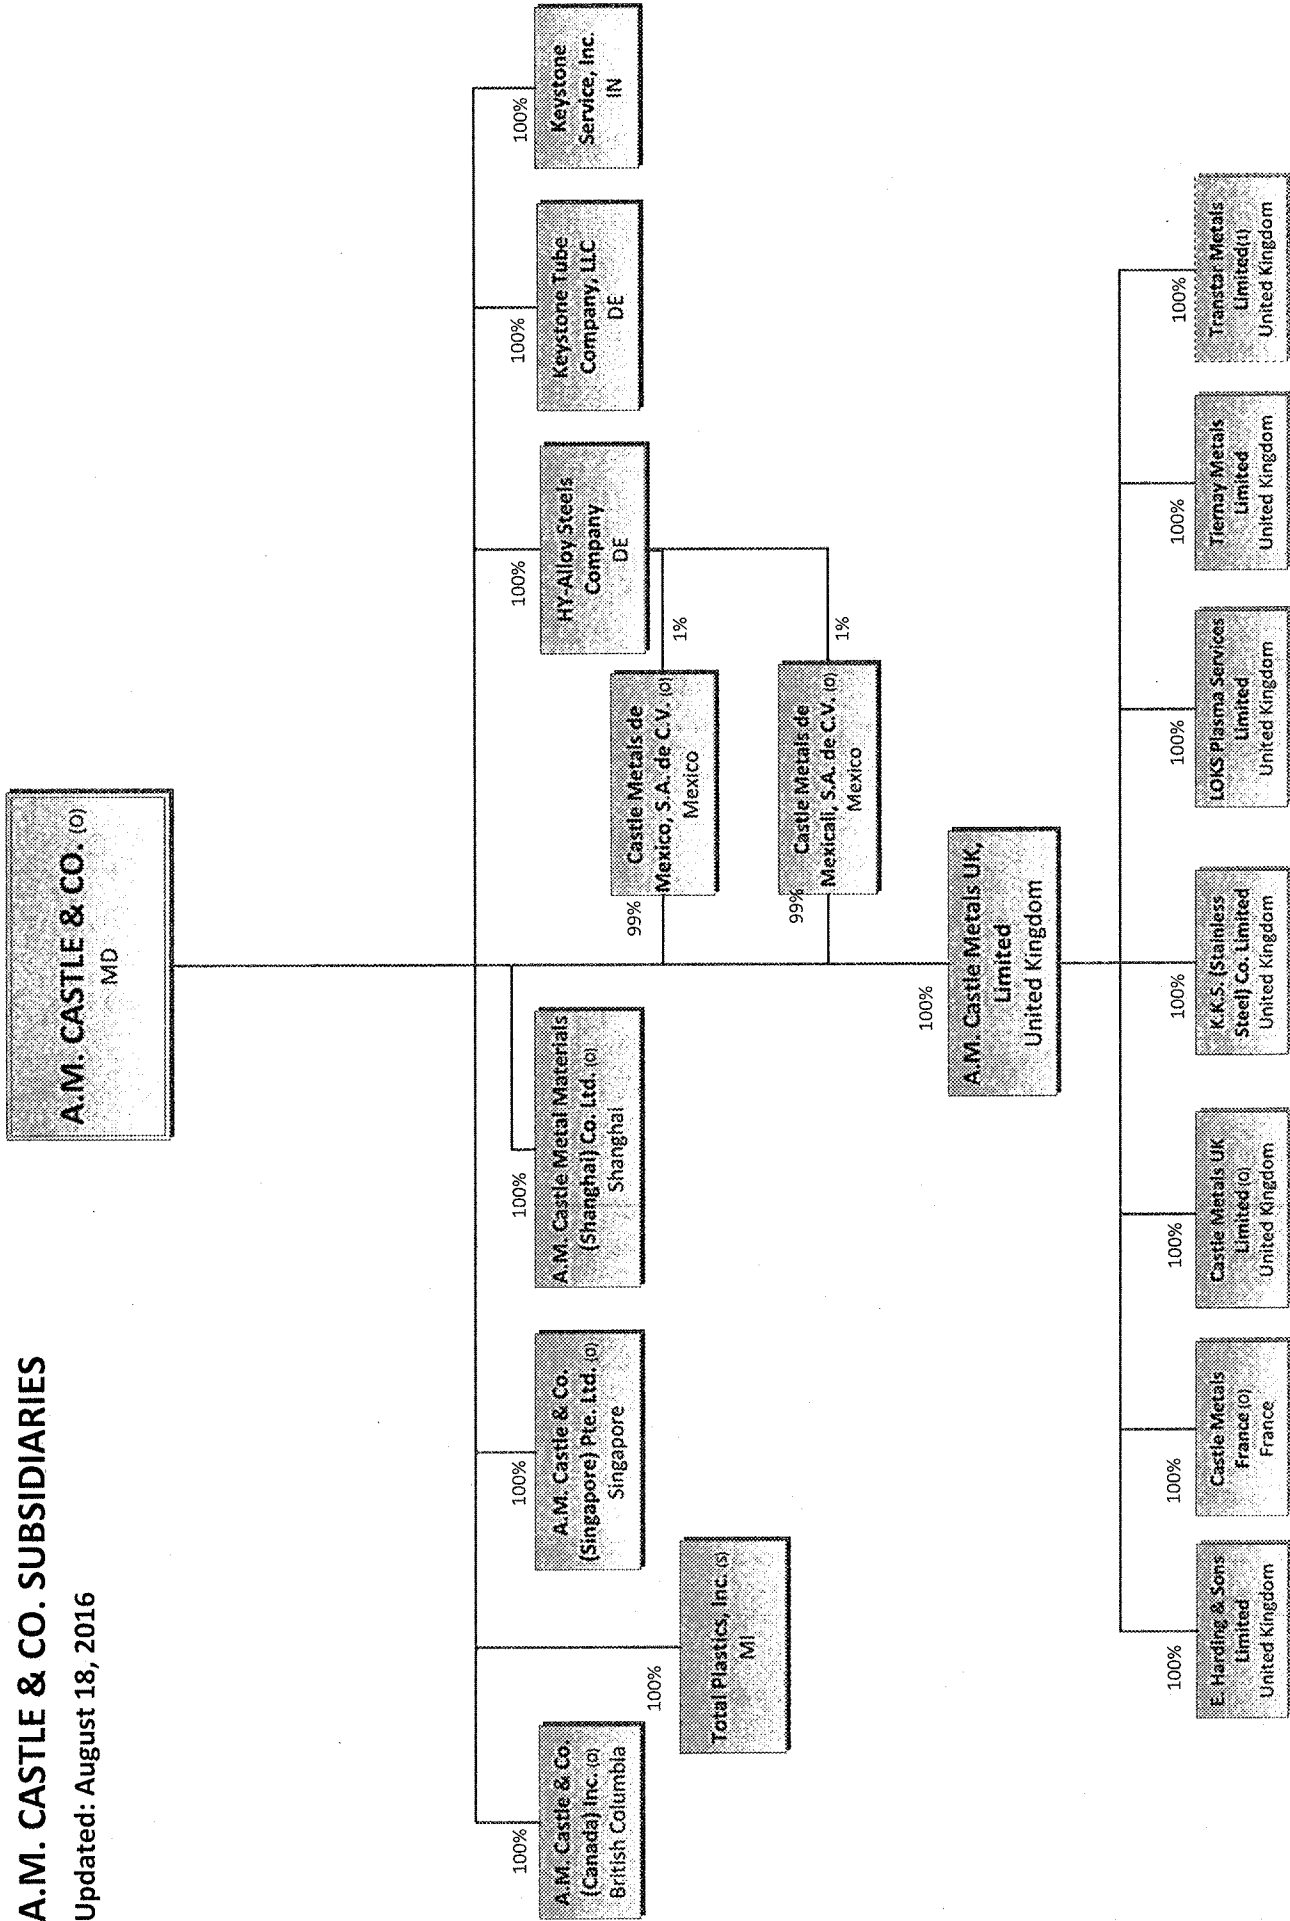 A.M. CASTLE & CO. SUBSIDIARIES
Updated: August 18, 2016
A.M. CASTLE & CO. (O)
MD
100%
A.M. Castle & Co.
(Canada) Inc. (O)
British Columbia
100%
Total Plastics, Inc. (S)
MI
100%
A.M. Castle & Co.
(Singapore) Pte. Ltd. (O)
Singapore
100%
A.M. Castle Metal Materials
(Shanghai) Co. Ltd. (O)
Shanghai
100%
HY-Alloy Steels
Company
DE
100%
Keystone Tube
Company, LLC
DE
100%
Keystone
Service, Inc.
IN
99%
Castle Metals de
Mexico, S.A. de C.V. (O)
Mexico
1%
99%
Castle Metals de
Mexicali, S.A. de C.V. (O)
Mexico
1%
100%
A.M. Castle Metals UK,
Limited
United Kingdom
100%
E. Harding & Sons
Limited
United Kingdom
100%
Castle Metals
France (O)
France
100%
Castle Metals UK
Limited (O)
United Kingdom
100%
K.K.S. (Stainless
Steel) Co. Limited
United Kingdom
100%
LOKS Plasma Services
Limited
United Kingdom
100%
Tiernay Metals
Limited
United Kingdom
100%
Transtar Metals
Limited(1)
United Kingdom